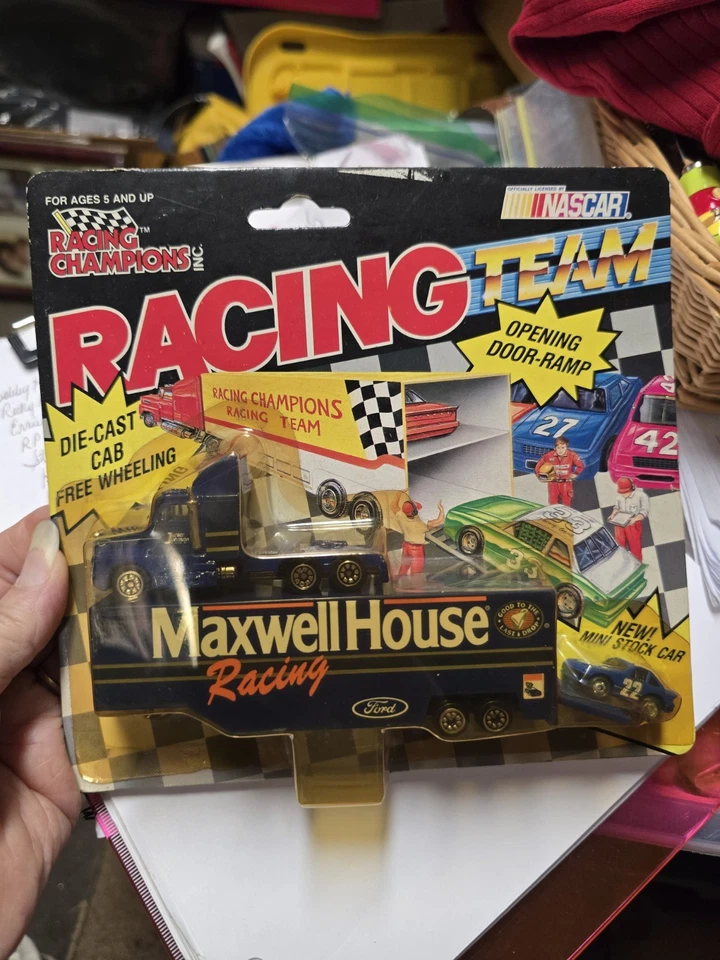 FOR AGES 5 AND UP
RACING
CHAMPIONS INC.
TM
OFFICIALLY LICENSED BY
NASCAR
RACING TEAM
OPENING
DOOR-RAMP
DIE-CAST
CAB
FREE WHEELING
RACING CHAMPIONS
RACING TEAM
27
42
33
Maxwell House
GOOD TO THE
LAST DROP
Racing
Ford
NEW!
MINI STOCK CAR
22